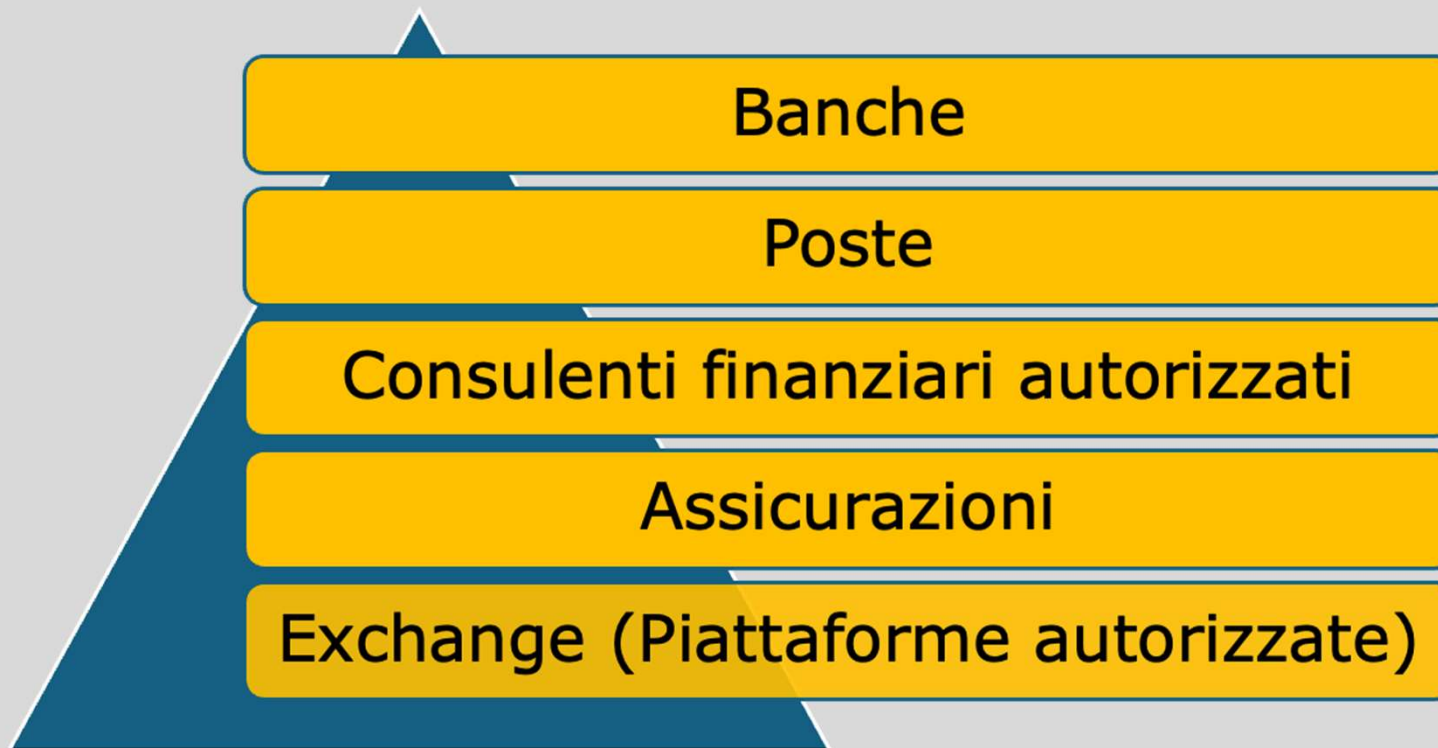 Banche
Poste
Consulenti finanziari autorizzati
Assicurazioni
Exchange (Piattaforme autorizzate)